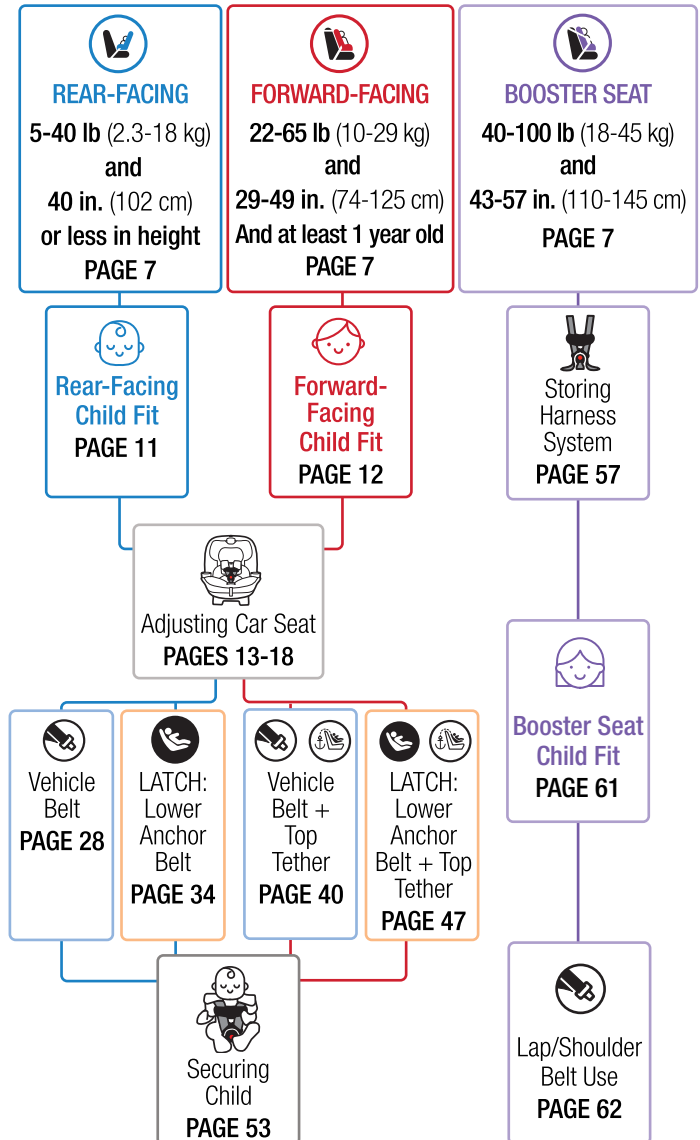 REAR-FACING
5-40 lb (2.3-18 kg)
and
40 in. (102 cm)
or less in height
PAGE 7
FORWARD-FACING
22-65 lb (10-29 kg)
and
29-49 in. (74-125 cm)
And at least 1 year old
PAGE 7
BOOSTER SEAT
40-100 lb (18-45 kg)
and
43-57 in. (110-145 cm)
PAGE 7
Rear-Facing
Child Fit
PAGE 11
Forward-
Facing
Child Fit
PAGE 12
Storing
Harness
System
PAGE 57
Adjusting Car Seat
PAGES 13-18
Booster Seat
Child Fit
PAGE 61
Vehicle
Belt
PAGE 28
LATCH:
Lower
Anchor
Belt
PAGE 34
Vehicle
Belt +
Top
Tether
PAGE 40
LATCH:
Lower
Anchor
Belt + Top
Tether
PAGE 47
Securing
Child
PAGE 53
Lap/Shoulder
Belt Use
PAGE 62